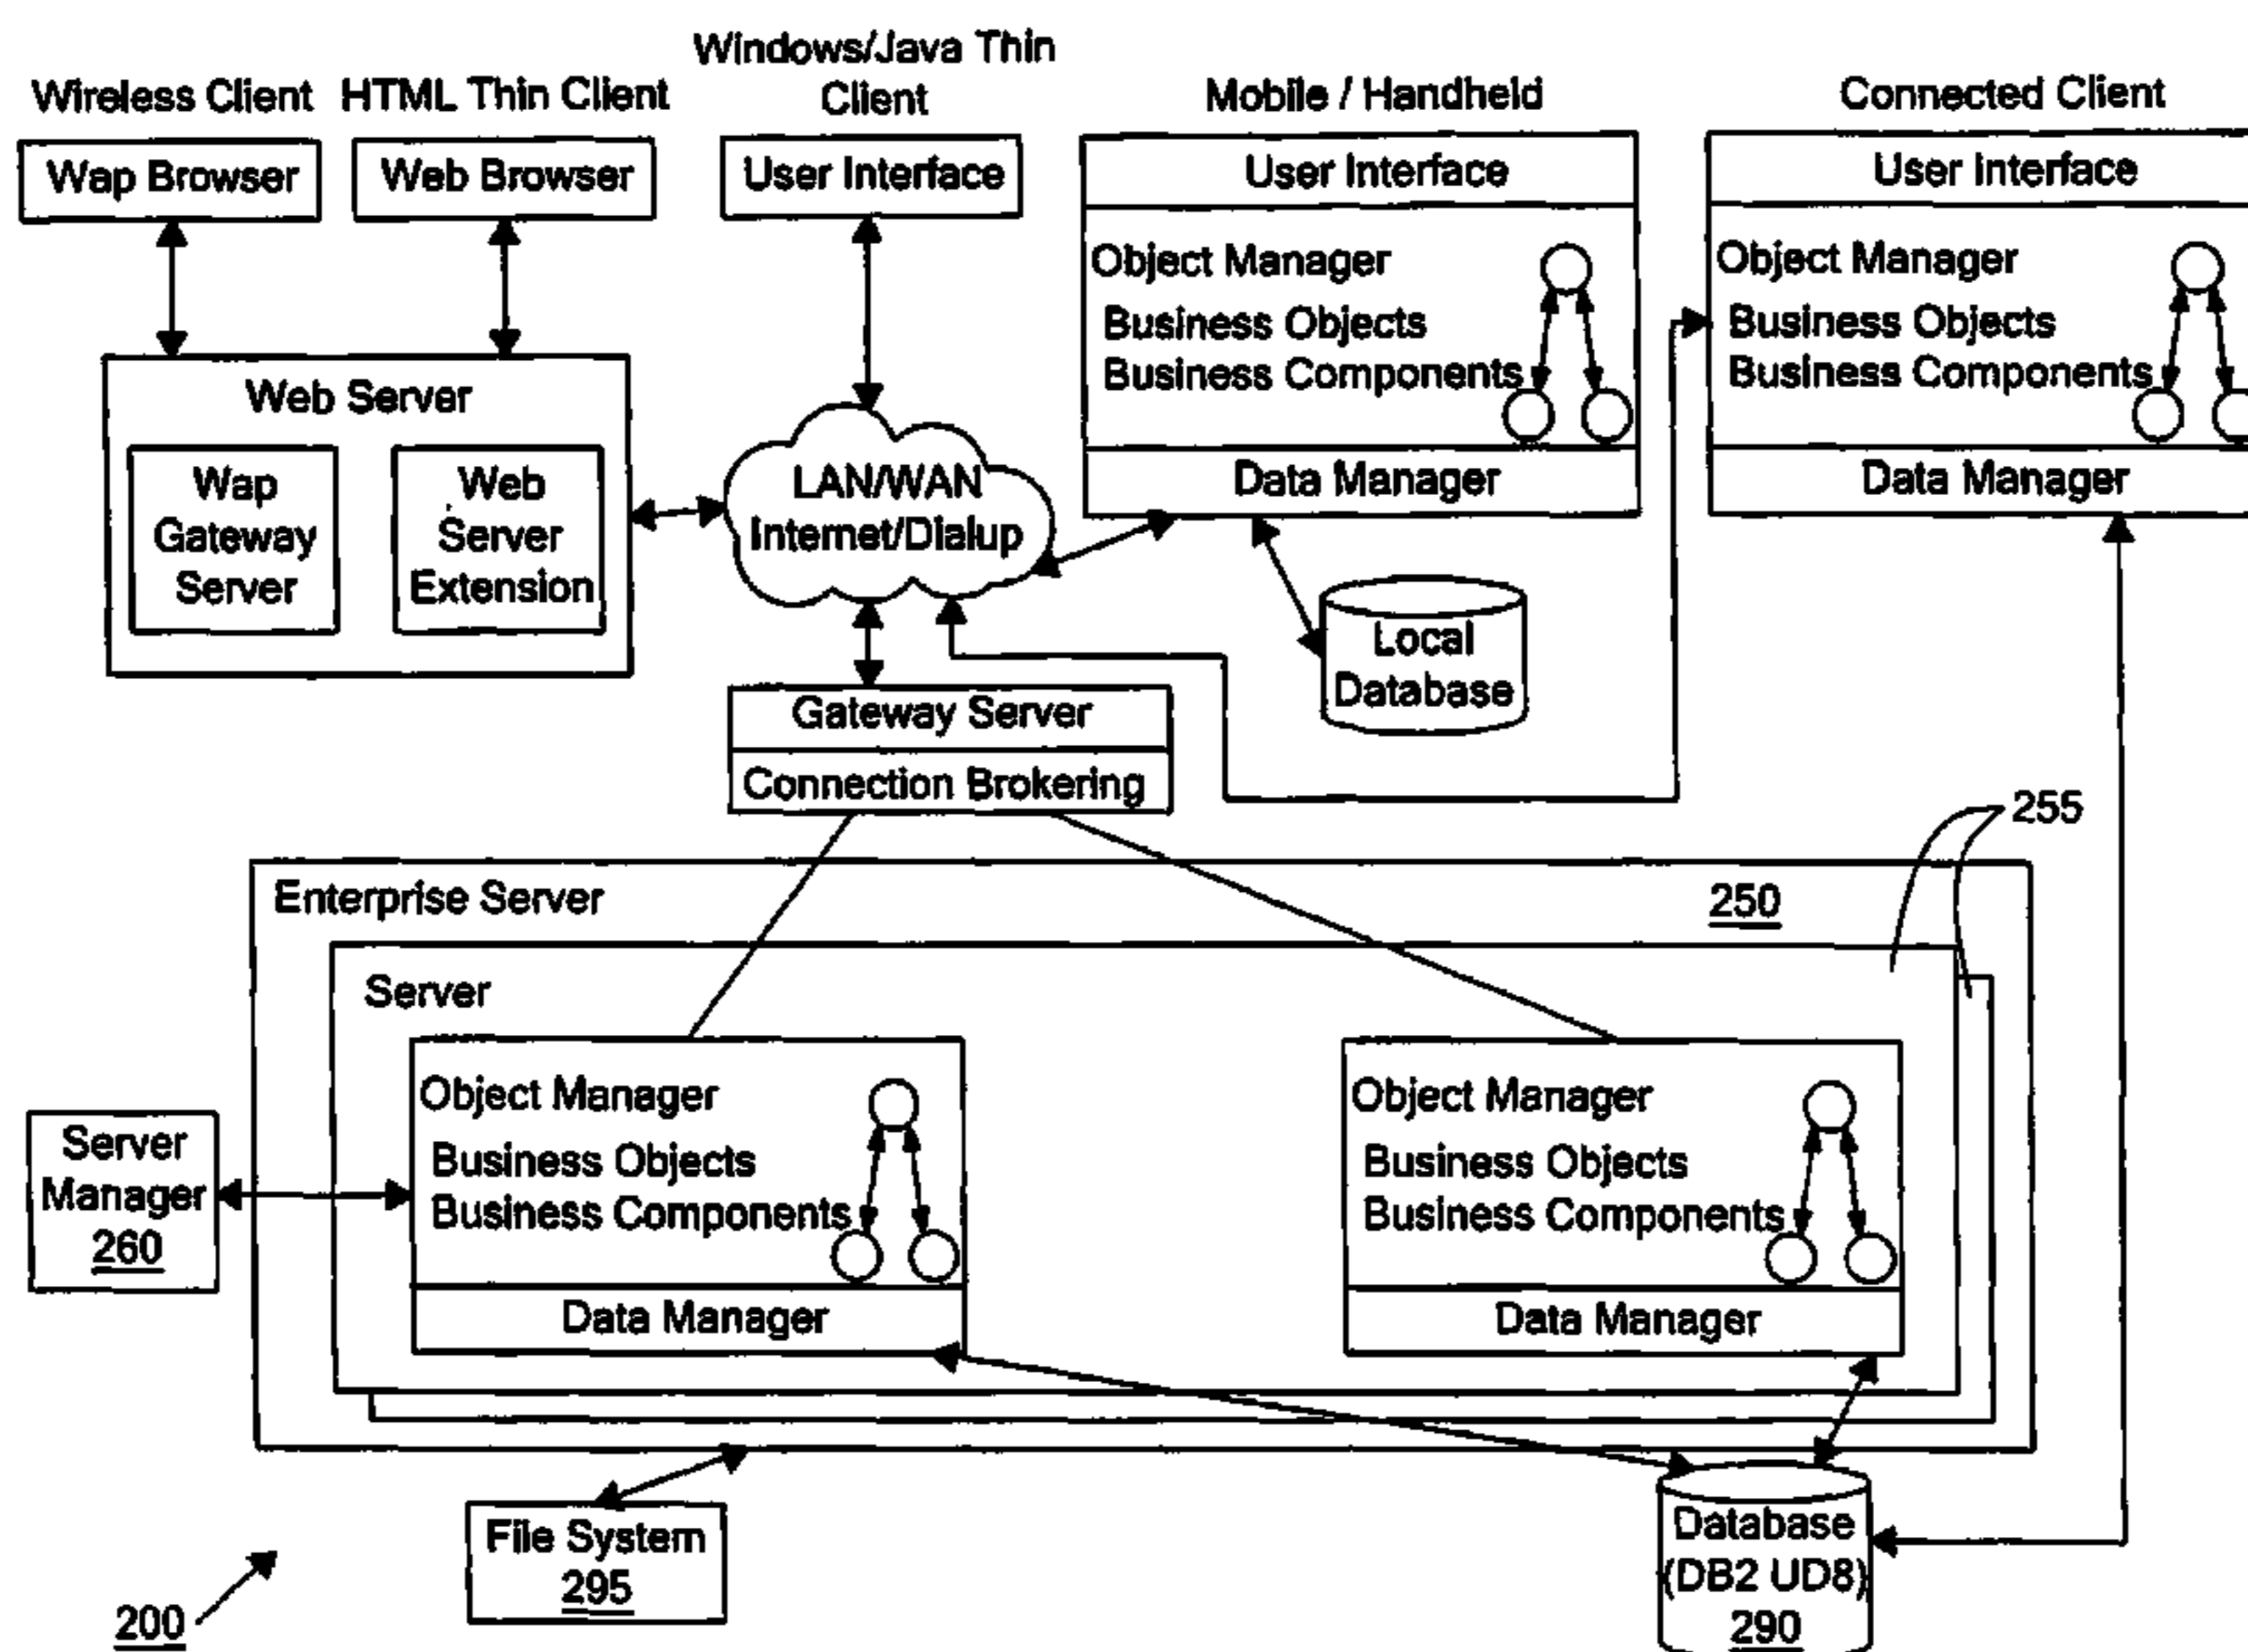 Windows/Java Thin
Client
Wireless Client
HTML Thin Client
Mobile / Handheld
Connected Client
Wap Browser
Web Browser
User Interface
User Interface
User Interface
Object Manager
Business Objects
Business Components
Data Manager
Object Manager
Business Objects
Business Components
Data Manager
Web Server
Wap
Gateway
Server
Web
Server
Extension
LAN/WAN
Internet/Dialup
Local
Database
Gateway Server
Connection Brokering
255
Enterprise Server
250
Server
Object Manager
Business Objects
Business Components
Data Manager
Object Manager
Business Objects
Business Components
Data Manager
Server
Manager
260
File System
295
Database
(DB2 UD8)
290
200